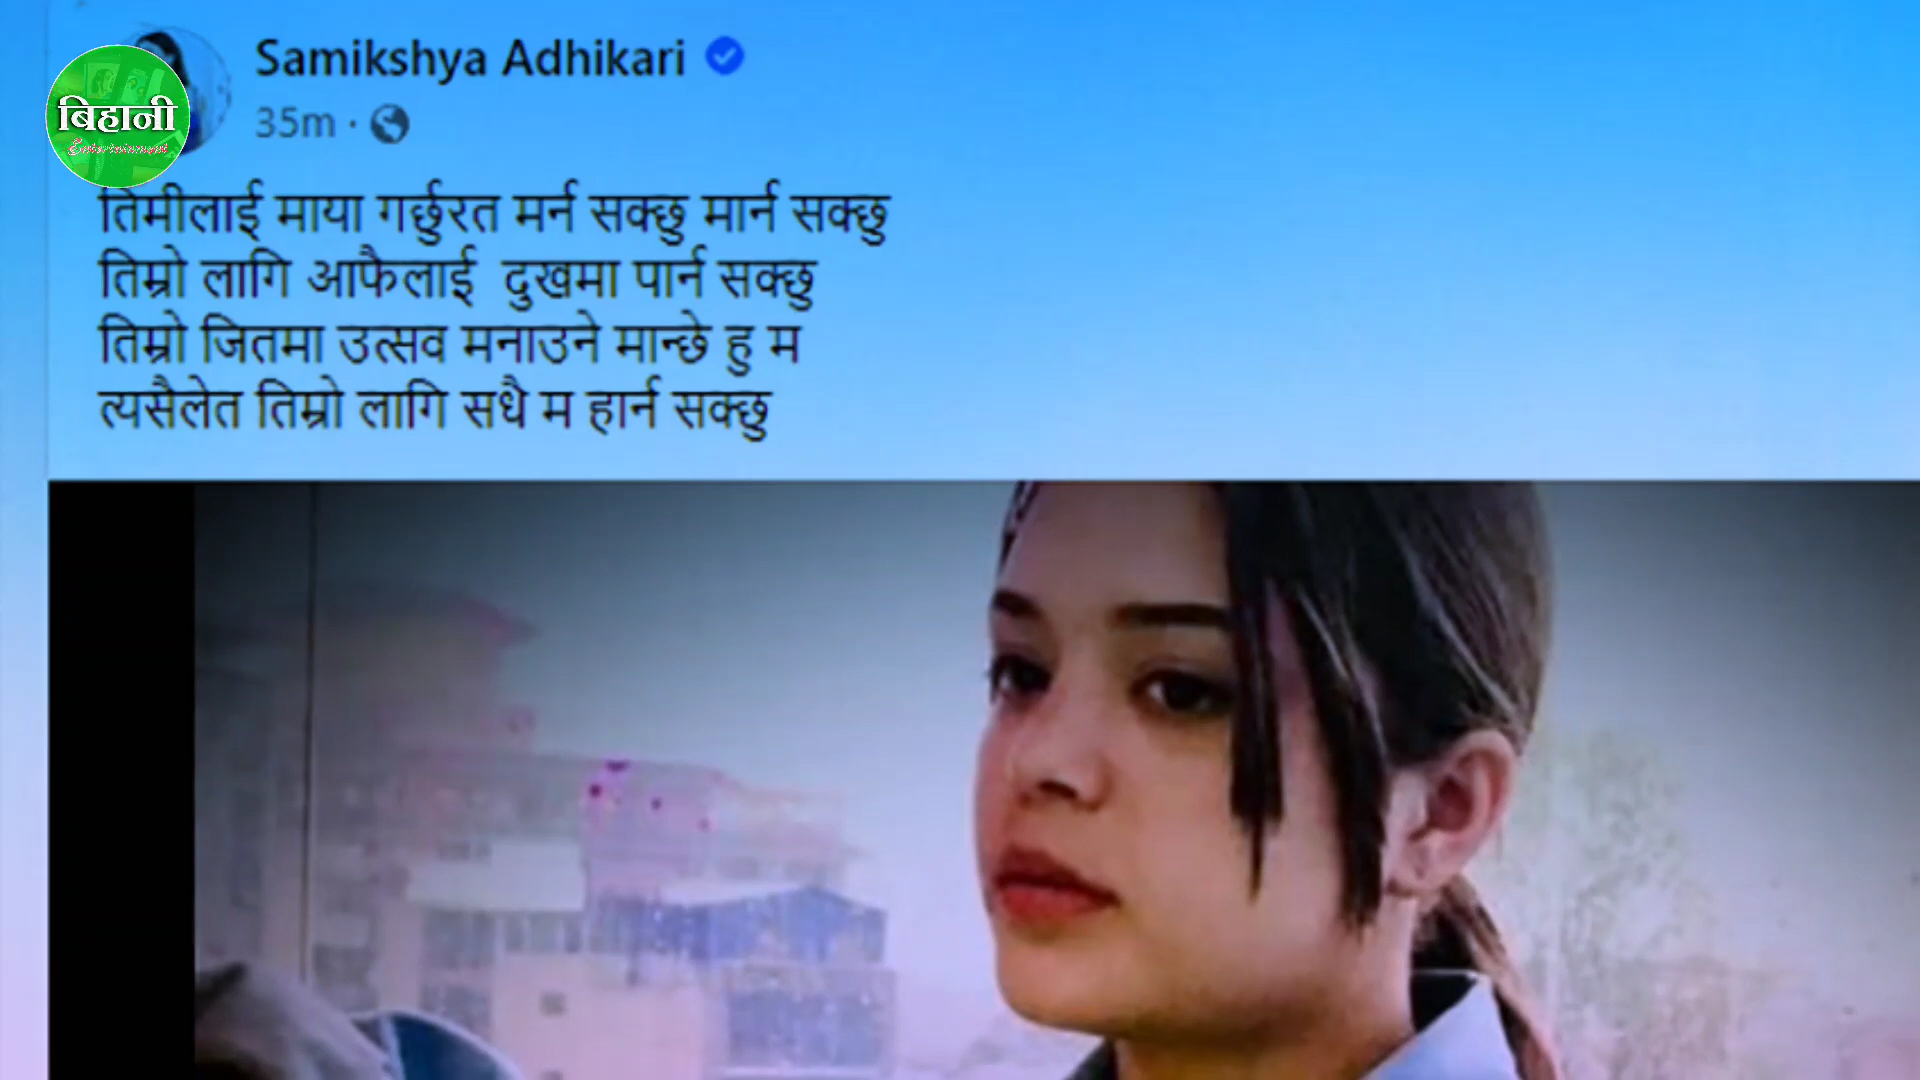 Samikshya Adhikari
35m
बिहानी
Entertainment
तिमीलाई माया गर्छुरत मर्न सक्छु मार्न सक्छु
तिम्रो लागि आफैलाई दुखमा पार्न सक्छु
तिम्रो जितमा उत्सव मनाउने मान्छे हु म
त्यसैलेत तिम्रो लागि सधै म हार्न सक्छु